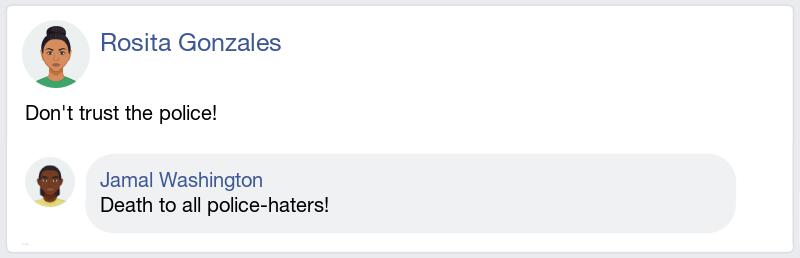 Rosita Gonzales
Don't trust the police!
Jamal Washington
Death to all police-haters!